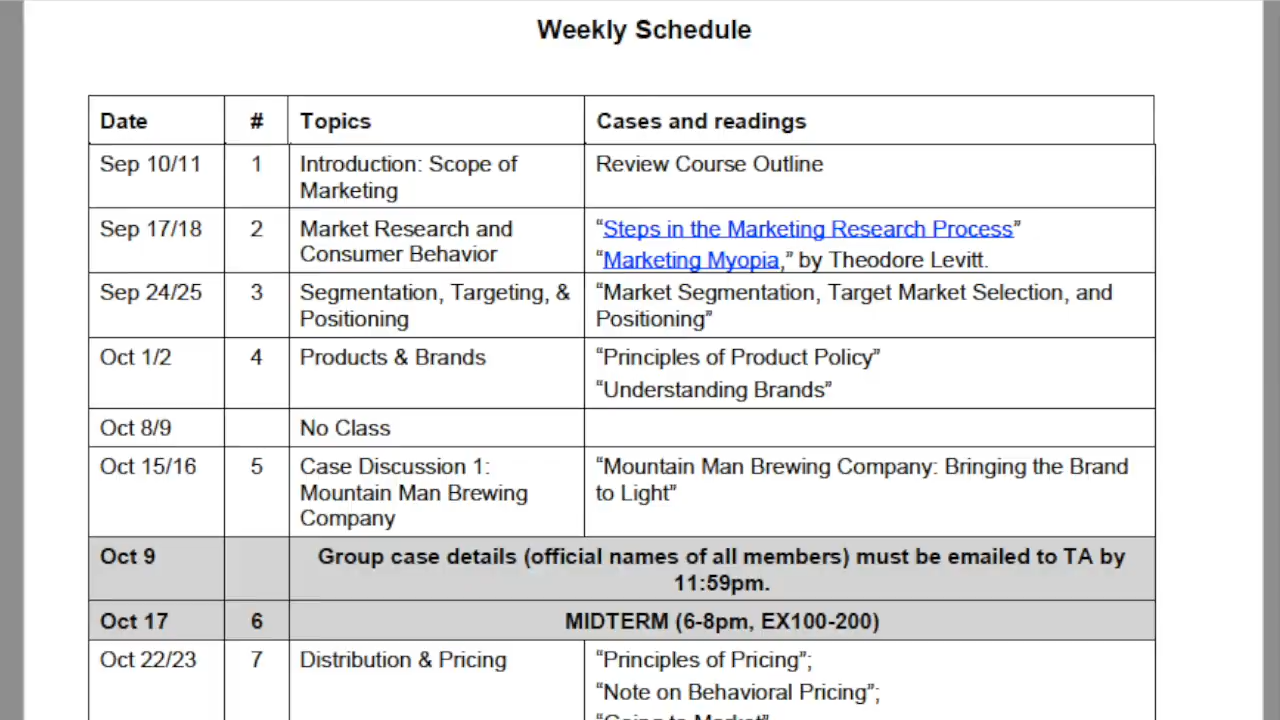 Weekly Schedule
Date # Topics Cases and readings
Sep 10/11 1 Introduction: Scope of Review Course Outline
Marketing
Sep 17/18 2 Market Research and “Steps in the Marketing Research Process”
Consumer Behavior “Marketing Myopia,” by Theodore Levitt.
Sep 24/25 3 Segmentation, Targeting, & “Market Segmentation, Target Market Selection, and
Positioning Positioning”
Oct 1/2 4 Products & Brands “Principles of Product Policy”
“Understanding Brands”
Oct 8/9 No Class
Oct 15/16 5 Case Discussion 1: “Mountain Man Brewing Company: Bringing the Brand
Mountain Man Brewing to Light”
Company
Oct 9 Group case details (official names of all members) must be emailed to TA by
11:59pm.
Oct 17 6 MIDTERM (6-8pm, EX100-200)
Oct 22/23 7 Distribution & Pricing “Principles of Pricing”;
“Note on Behavioral Pricing”;
“Going to Market”